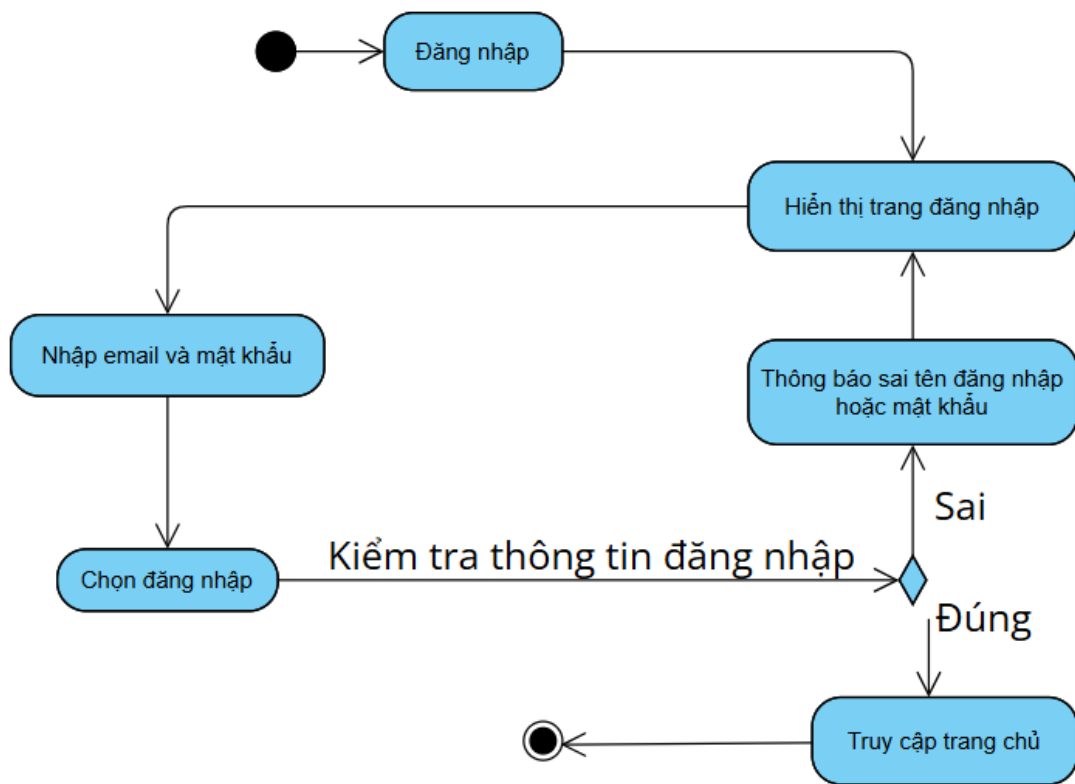 Đăng nhập
Hiển thị trang đăng nhập
Nhập email và mật khẩu
Thông báo sai tên đăng nhập
hoặc mật khẩu
Sai
Kiểm tra thông tin đăng nhập
Chọn đăng nhập
Đúng
Truy cập trang chủ